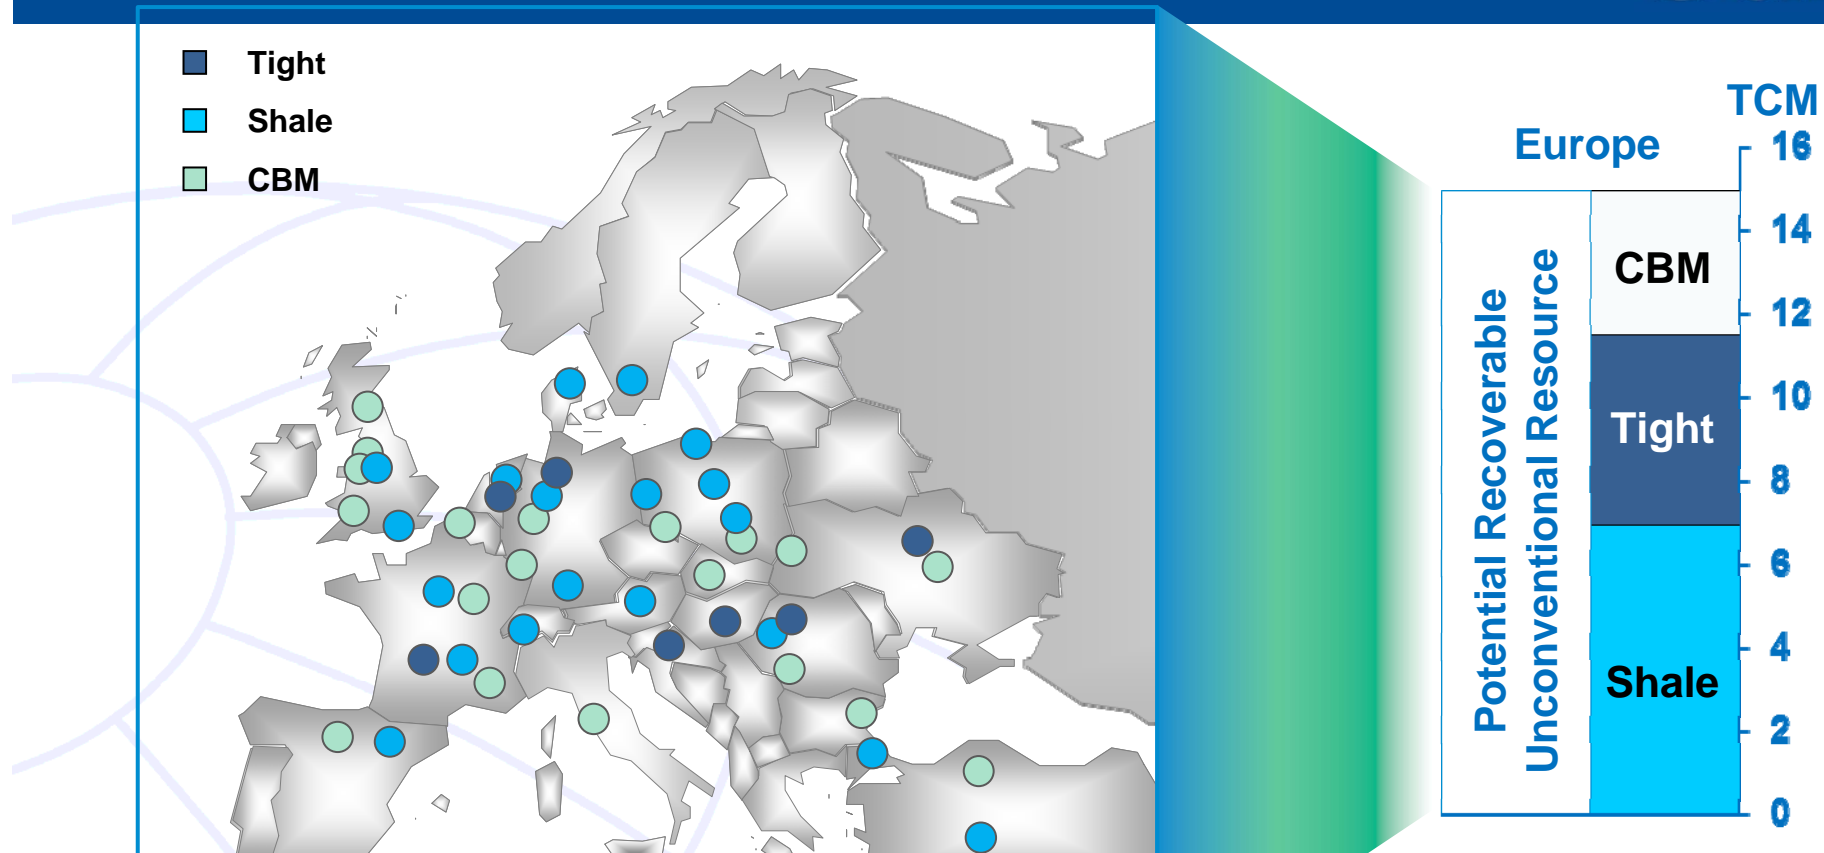 Tight
Shale
CBM
TCM
Europe
16
14
12
10
8
6
4
2
0
Potential Recoverable
Unconventional Resource
CBM
Tight
Shale